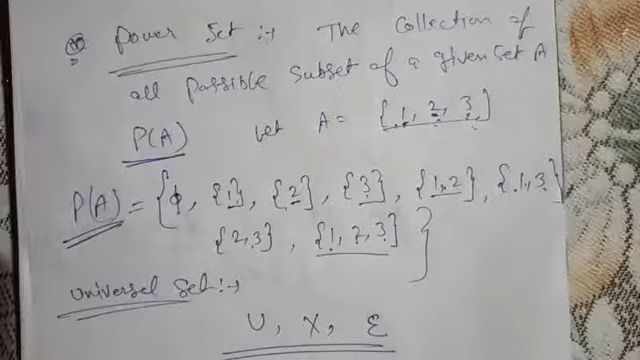 Power Set :- The Collection of
all Possible Subset of a given Set A
P(A) Let A = {1, 2, 3}
P(A) = {ϕ, {1}, {2}, {3}, {1,2}, {1,3}
{2,3}, {1,2,3}}
Universal Set :-
U, X, ξ